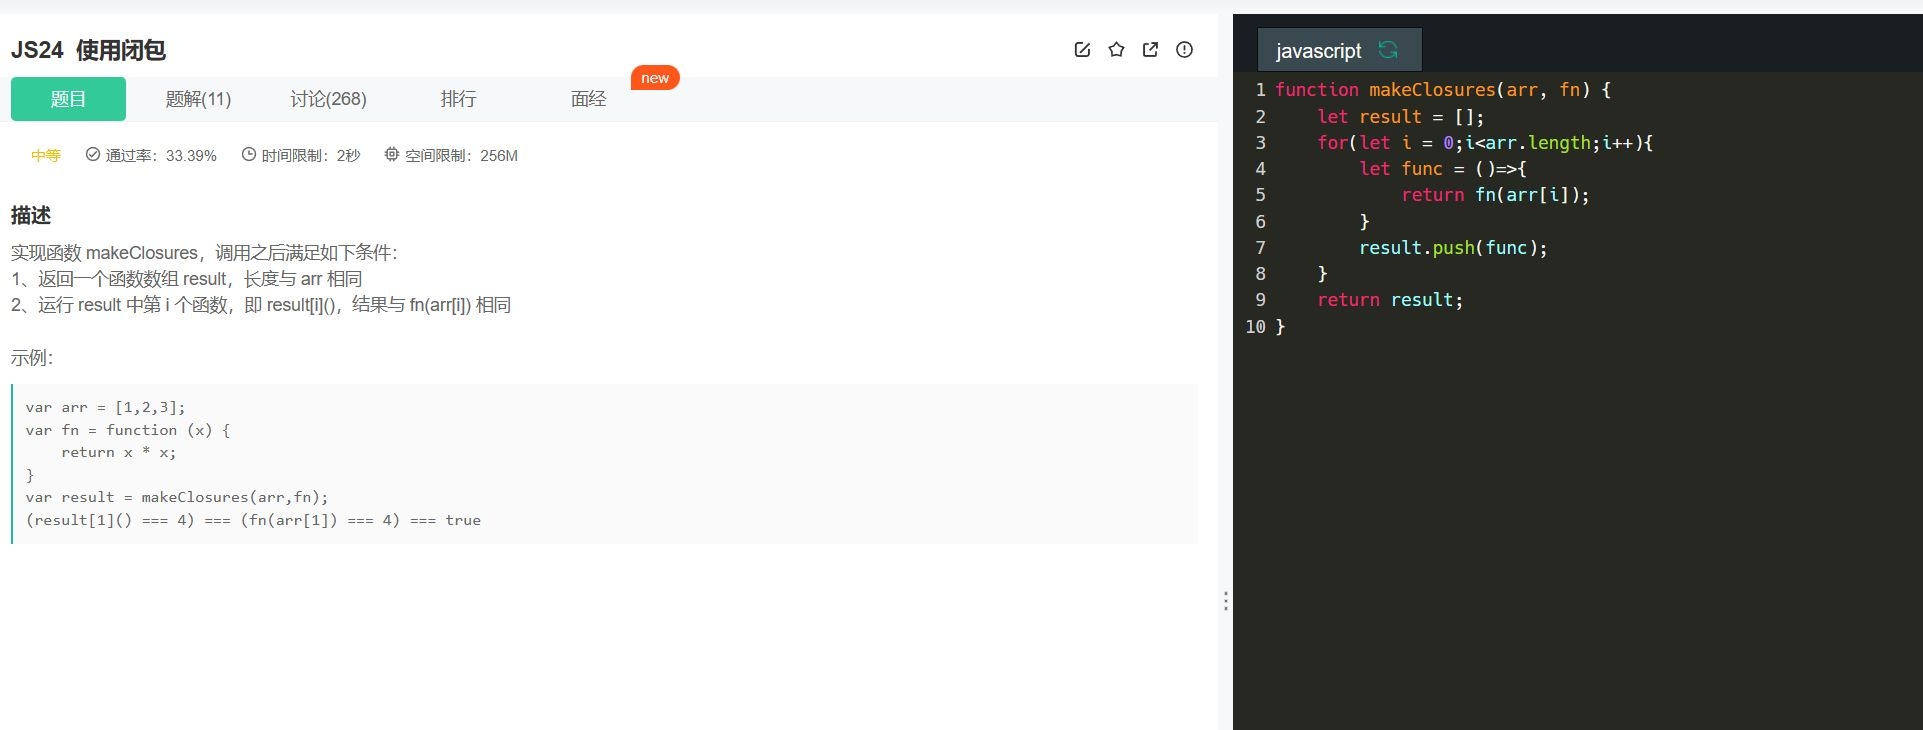 JS24 使用闭包
题目 题解(11) 讨论(268) 排行 面经 new
中等 通过率：33.39% 时间限制：2秒 空间限制：256M
描述
实现函数 makeClosures，调用之后满足如下条件：
1、返回一个函数数组 result，长度与 arr 相同
2、运行 result 中第 i 个函数，即 result[i]()，结果与 fn(arr[i]) 相同
示例：
var arr = [1,2,3];
var fn = function (x) {
    return x * x;
}
var result = makeClosures(arr,fn);
(result[1]() === 4) === (fn(arr[1]) === 4) === true
javascript
1 function makeClosures(arr, fn) {
2     let result = [];
3     for(let i = 0;i<arr.length;i++){
4         let func = ()=>{
5             return fn(arr[i]);
6         }
7         result.push(func);
8     }
9     return result;
10 }